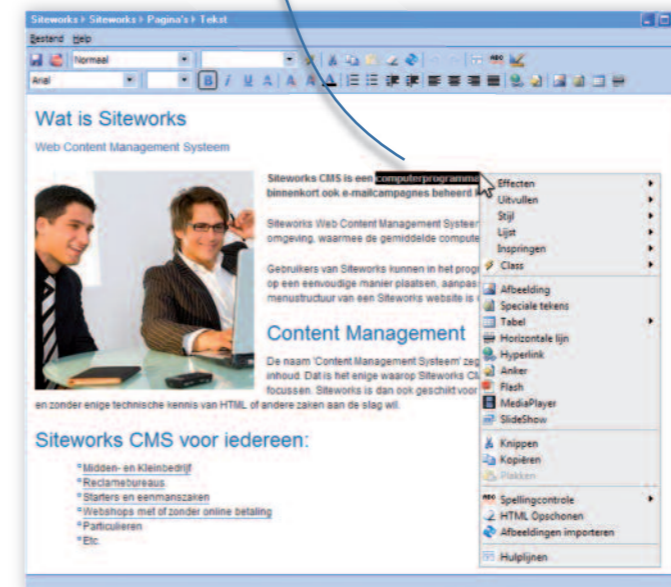 Siteworks > Siteworks > Pagina's > Tekst
Bestand Help
Normaal
Arial
B I U A A A A
Wat is Siteworks
Web Content Management Systeem
Siteworks CMS is een computerprogramma
binnenkort ook e-mailcampagnes beheert
Siteworks Web Content Management Systeem
omgeving, waarmee de gemiddelde compute
Gebruikers van Siteworks kunnen in het prog
op een eenvoudige manier plaatsen, aanpas
menustructuur van een Siteworks website is
Content Management
De naam 'Content Management Systeem' zeg
inhoud. Dat is het enige waarop Siteworks
focussen. Siteworks is dan ook geschikt voor
en zonder enige technische kennis van HTML of andere zaken aan de slag wil.
Siteworks CMS voor iedereen:
Midden- en Kleinbedrijf
Reclamebureaus
Starters en eenmanszaken
Webshops met of zonder online betaling
Particulieren
Etc.
Effecten
Uitvullen
Stijl
Lijst
Inspringen
Class
Afbeelding
Speciale tekens
Tabel
Horizontale lijn
Hyperlink
Anker
Flash
MediaPlayer
SlideShow
Knippen
Kopiëren
Plakken
Spellingcontrole
HTML Opschonen
Afbeeldingen importeren
Hulplijnen